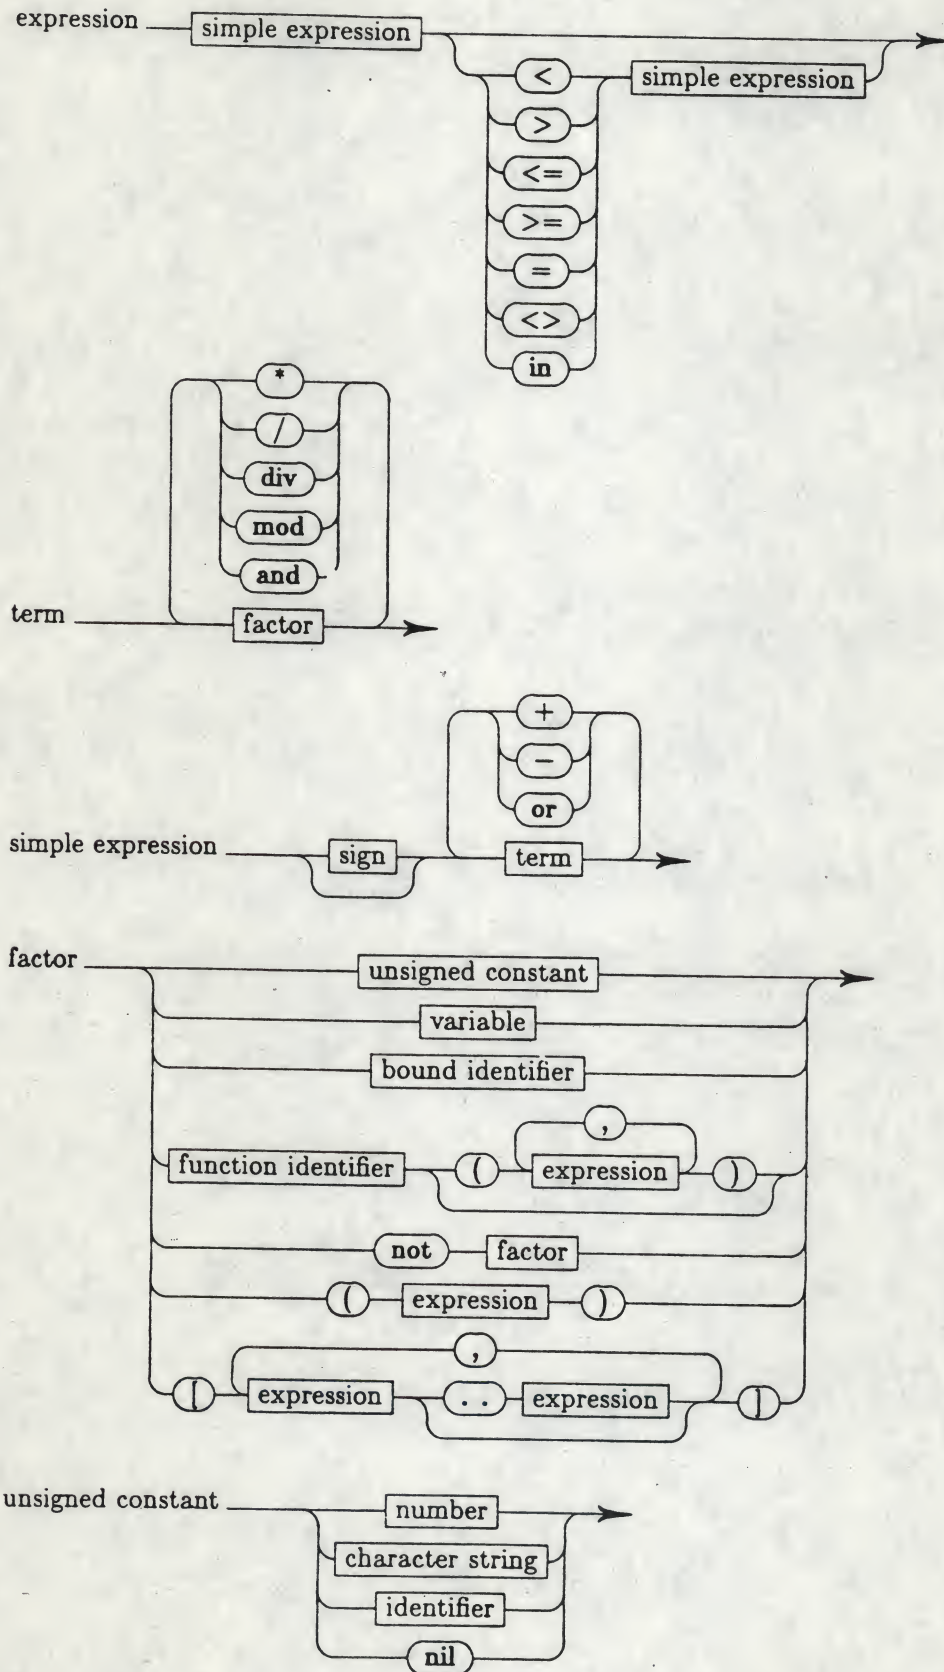 expression simple expression
< simple expression
>
<=
>=
=
<>
in
*
/
div
mod
and
term factor
+
-
or
simple expression sign term
factor unsigned constant
variable
bound identifier
,
function identifier ( expression )
not factor
( expression )
,
[ expression .. expression ]
unsigned constant number
character string
identifier
nil